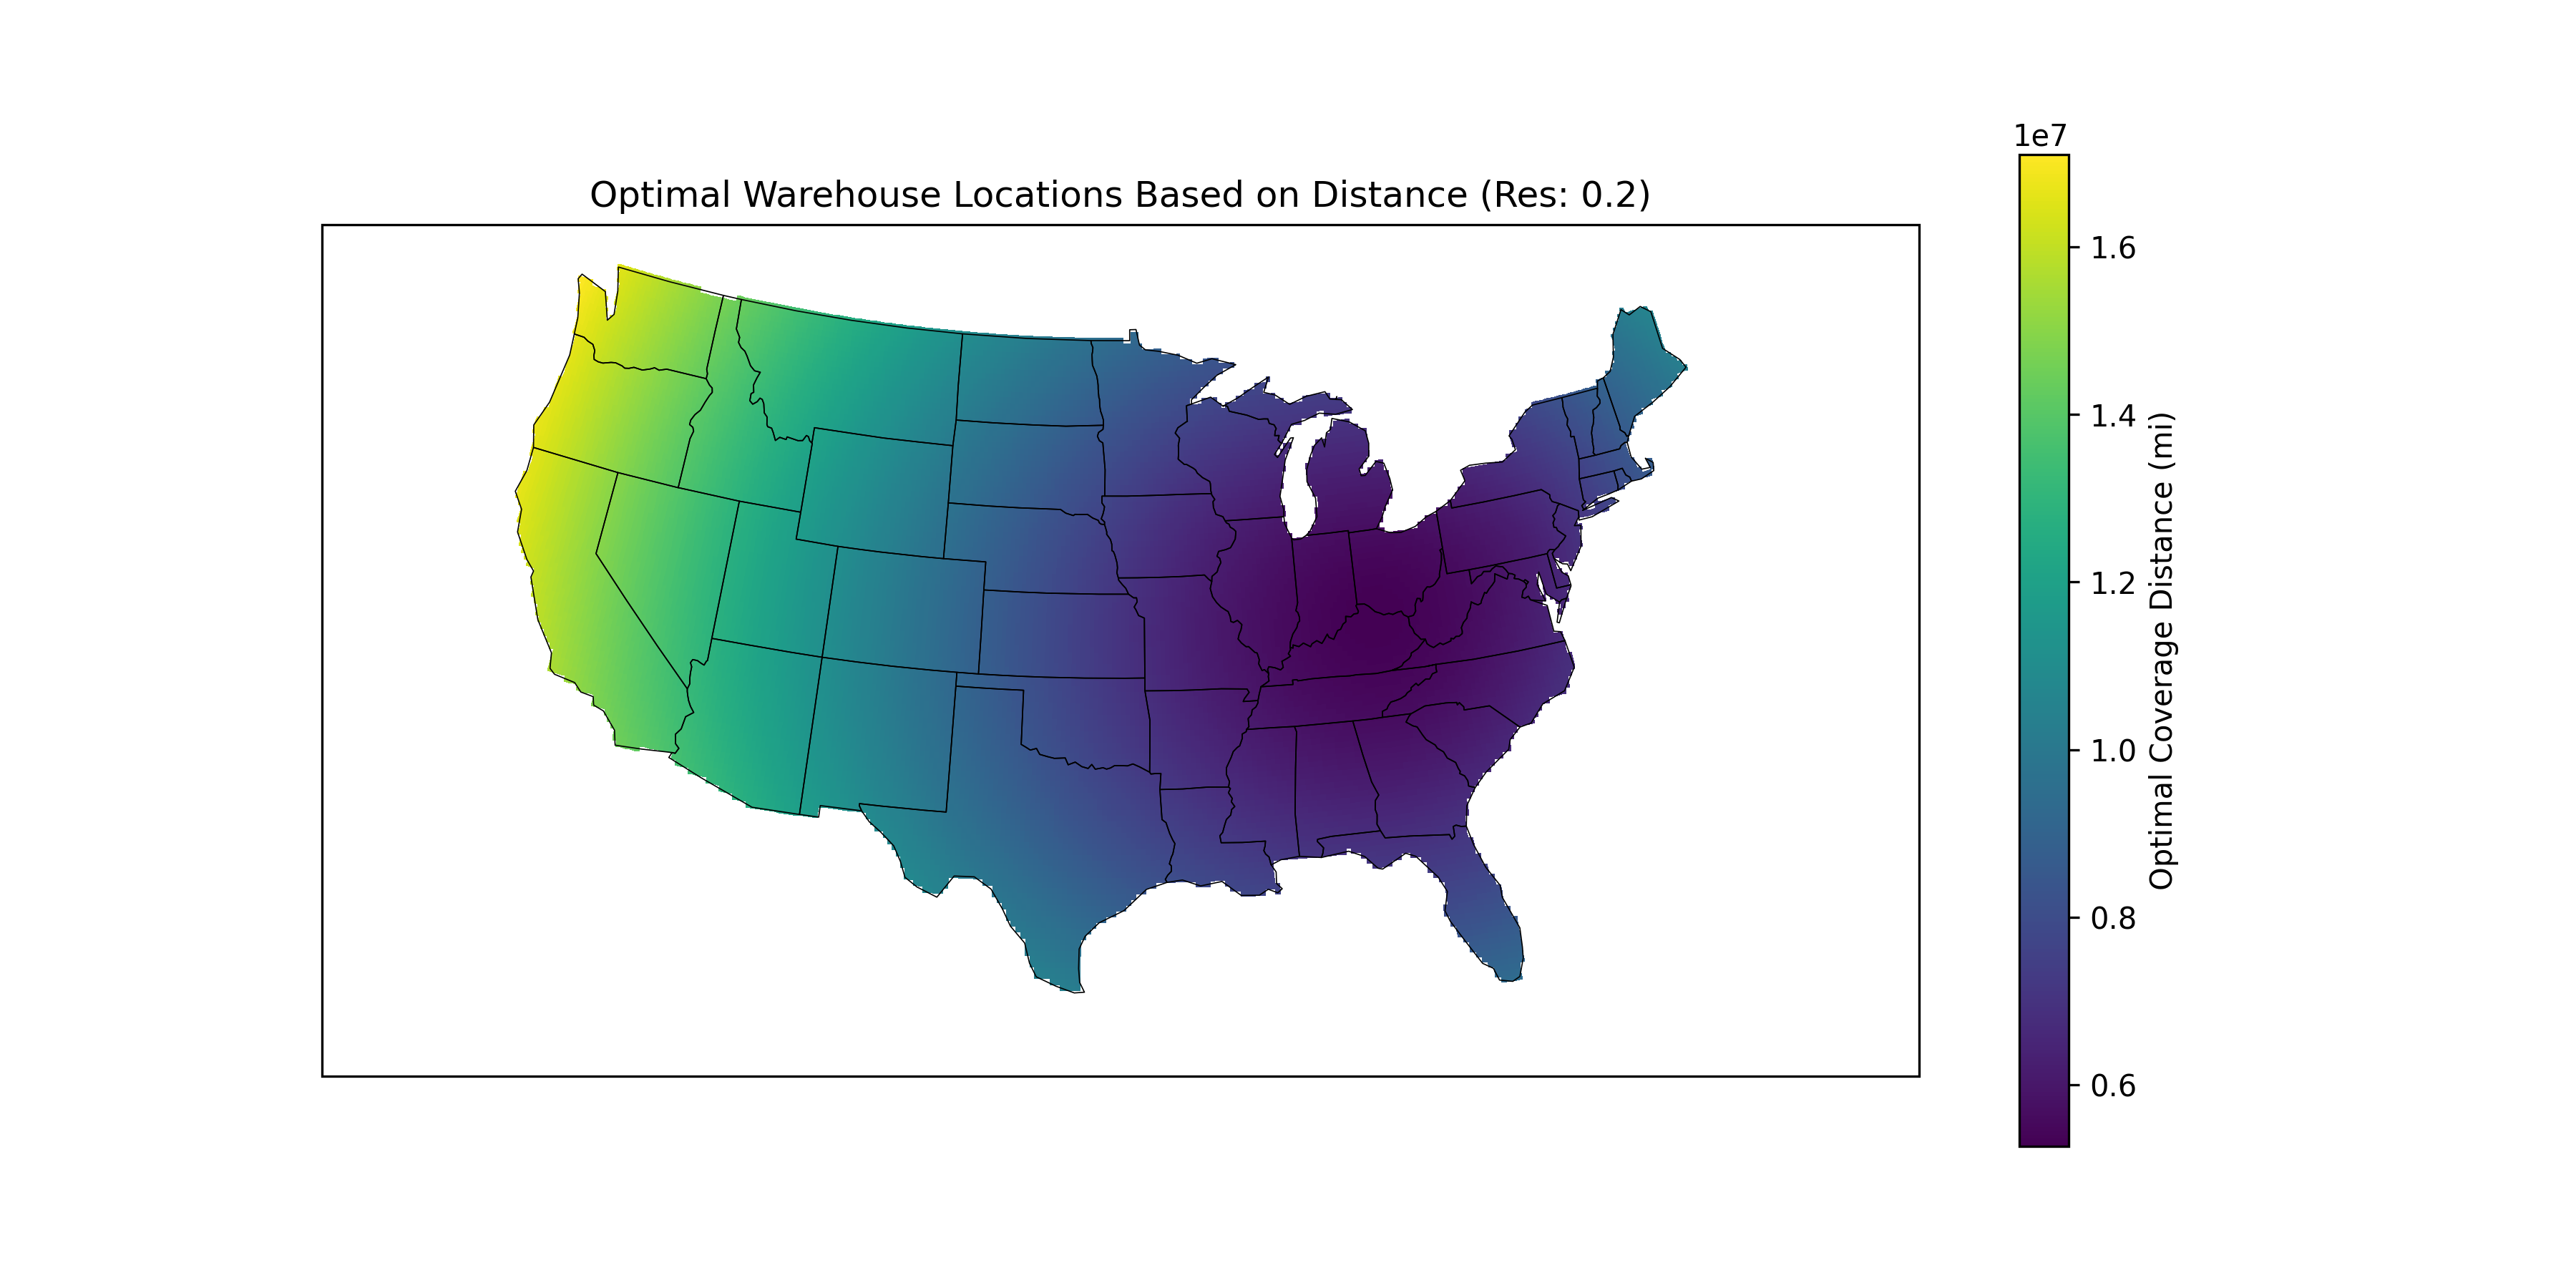 1e7
Optimal Warehouse Locations Based on Distance (Res: 0.2)
1.6
1.4
1.2
1.0
0.8
0.6
Optimal Coverage Distance (mi)